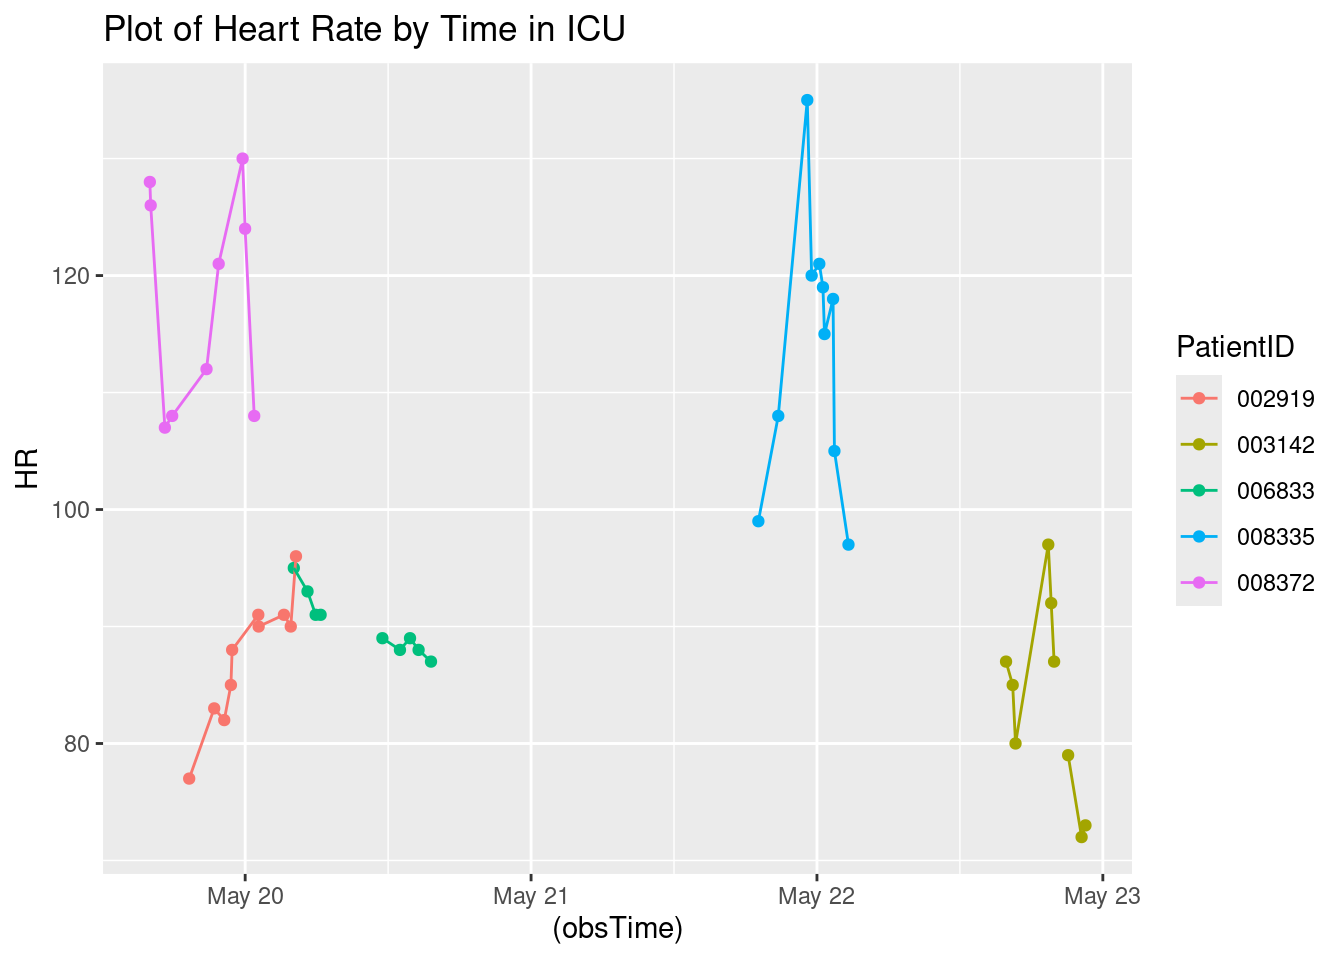 Plot of Heart Rate by Time in ICU
HR
120
100
80
May 20
May 21
May 22
May 23
(obsTime)
PatientID
002919
003142
006833
008335
008372